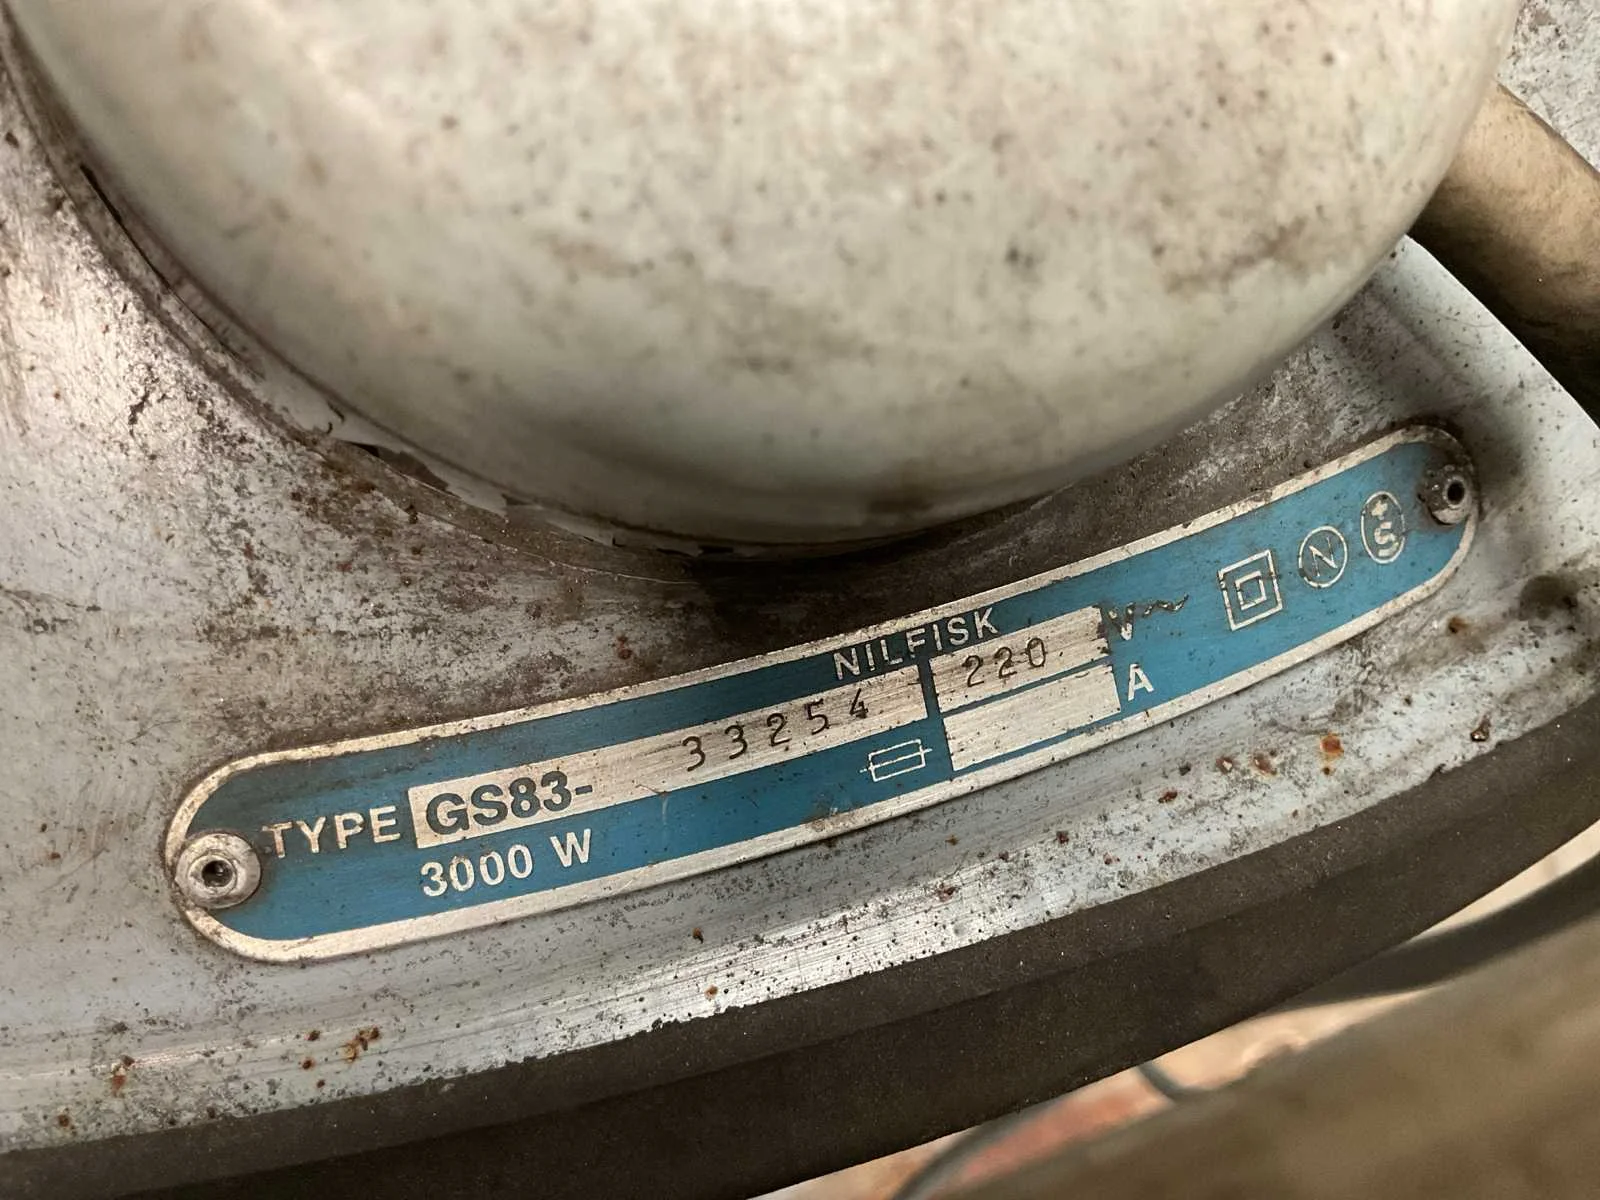 NILFISK
TYPE GS83- 33254 220 V~
3000 W A
N
+S